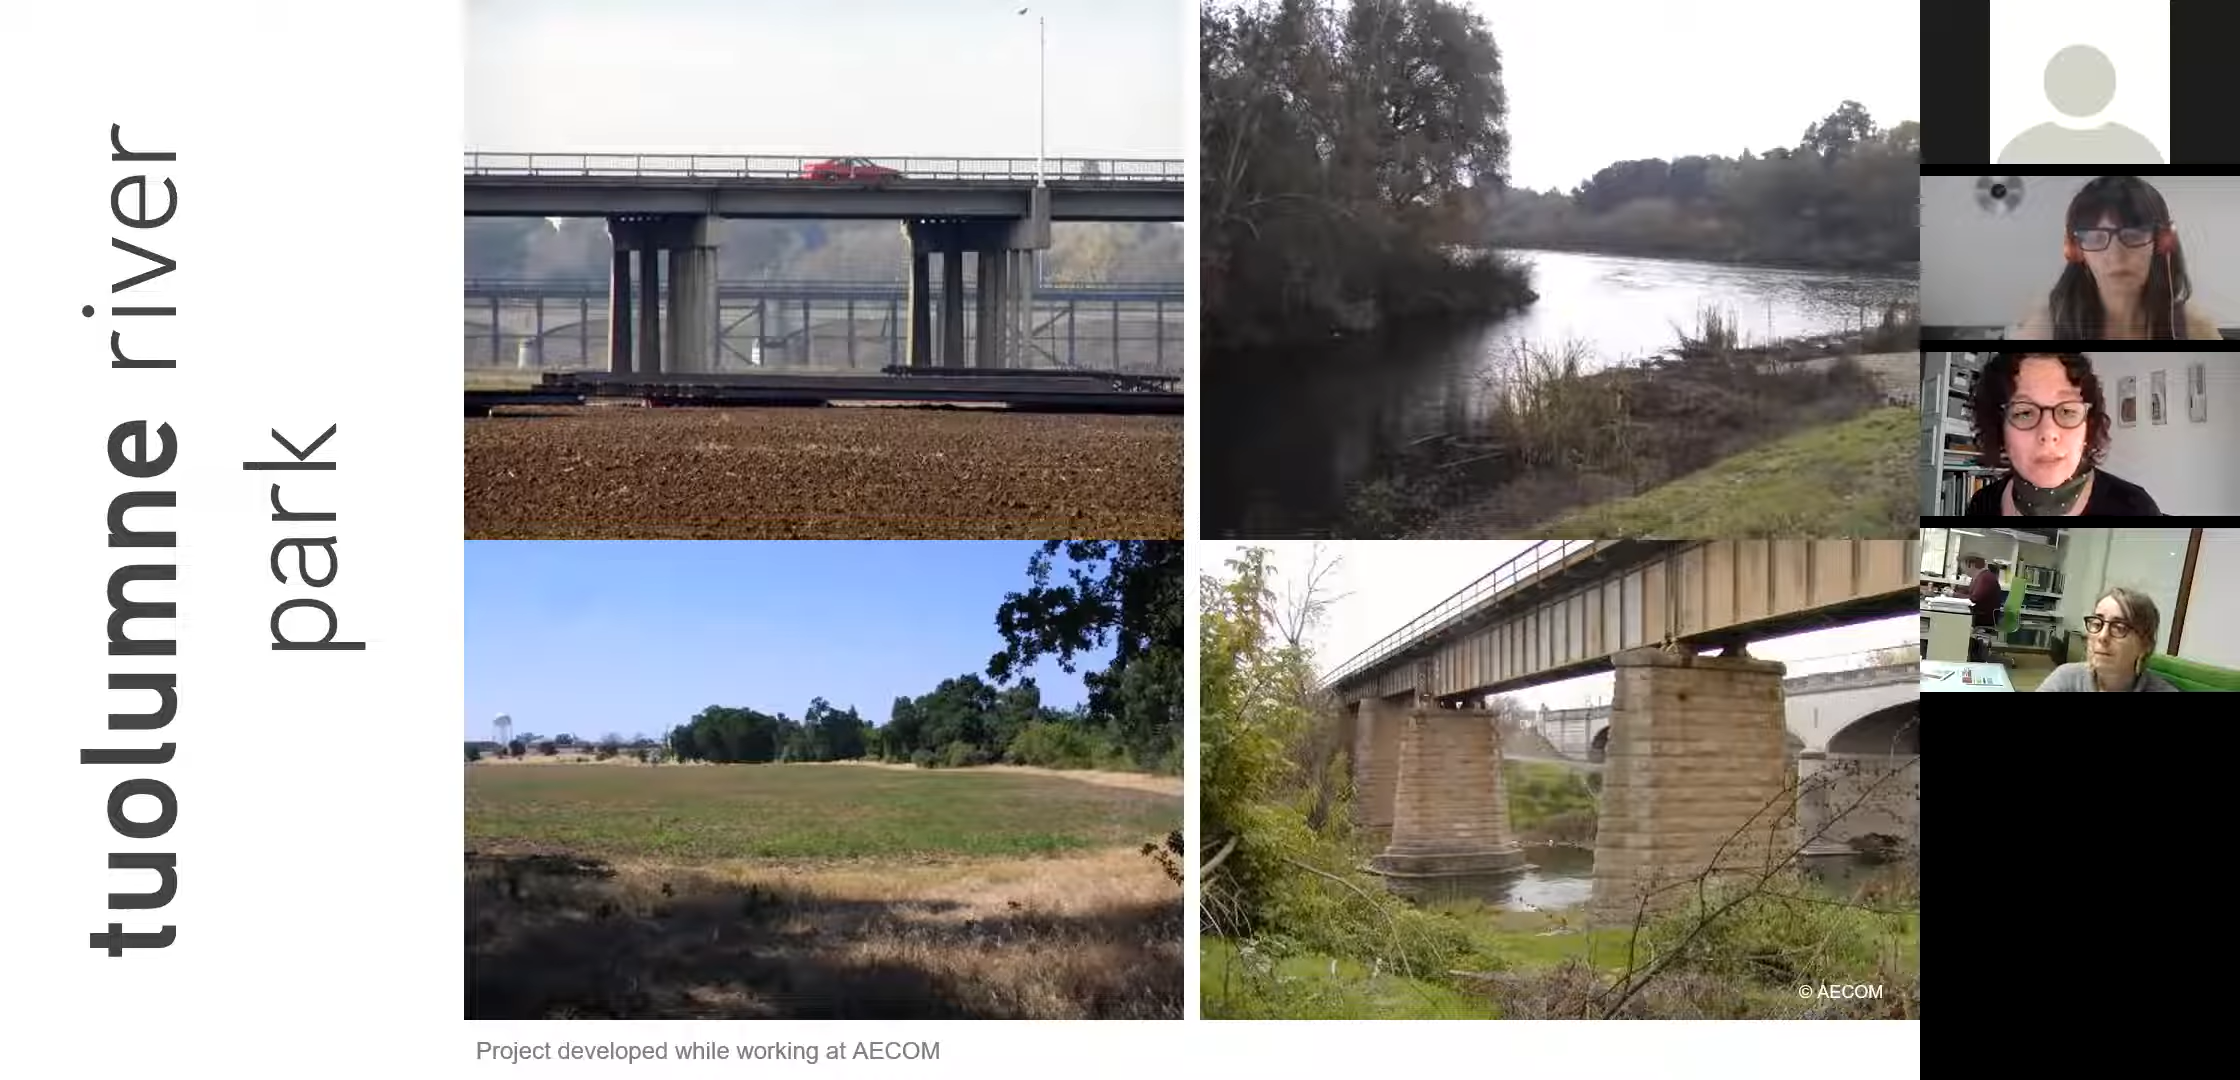 tuolumne river
park
© AECOM
Project developed while working at AECOM